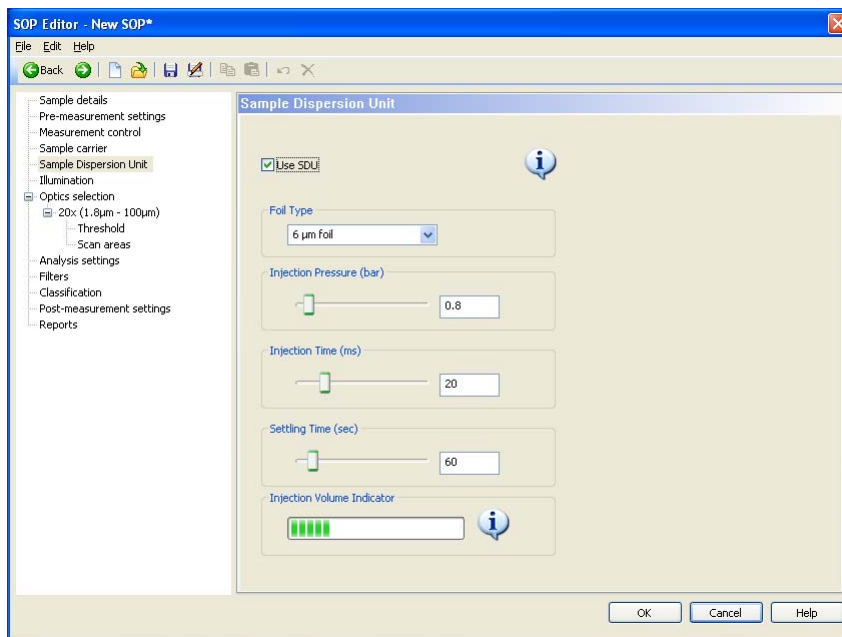 SOP Editor - New SOP*
File Edit Help
Back
Sample details
Pre-measurement settings
Measurement control
Sample carrier
Sample Dispersion Unit
Illumination
Optics selection
20x (1.8µm - 100µm)
Threshold
Scan areas
Analysis settings
Filters
Classification
Post-measurement settings
Reports
Sample Dispersion Unit
Use SDU
Foil Type
6 µm foil
Injection Pressure (bar)
0.8
Injection Time (ms)
20
Settling Time (sec)
60
Injection Volume Indicator
OK Cancel Help